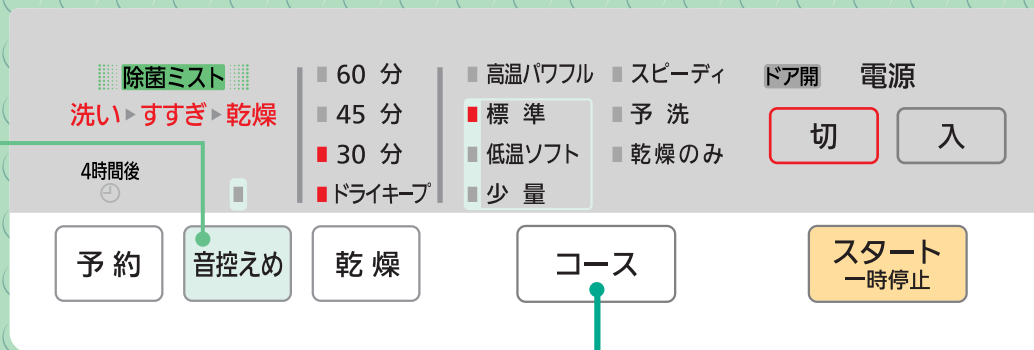 除菌ミスト
洗い▸すすぎ▸乾燥
4時間後
60 分
45 分
30 分
ドライキープ
高温パワフル
標 準
低温ソフト
少 量
スピーディ
予 洗
乾燥のみ
ドア開
電源
切
入
予 約
音控えめ
乾 燥
コース
スタート
一時停止